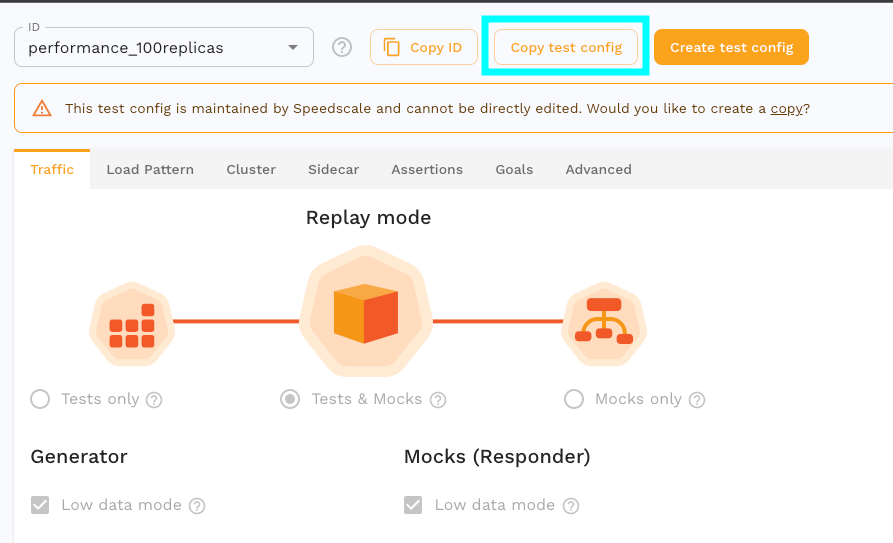 ID
performance_100replicas
Copy ID
Copy test config
Create test config
This test config is maintained by Speedscale and cannot be directly edited. Would you like to create a copy?
Traffic Load Pattern Cluster Sidecar Assertions Goals Advanced
Replay mode
Tests only Tests & Mocks Mocks only
Generator Mocks (Responder)
Low data mode Low data mode